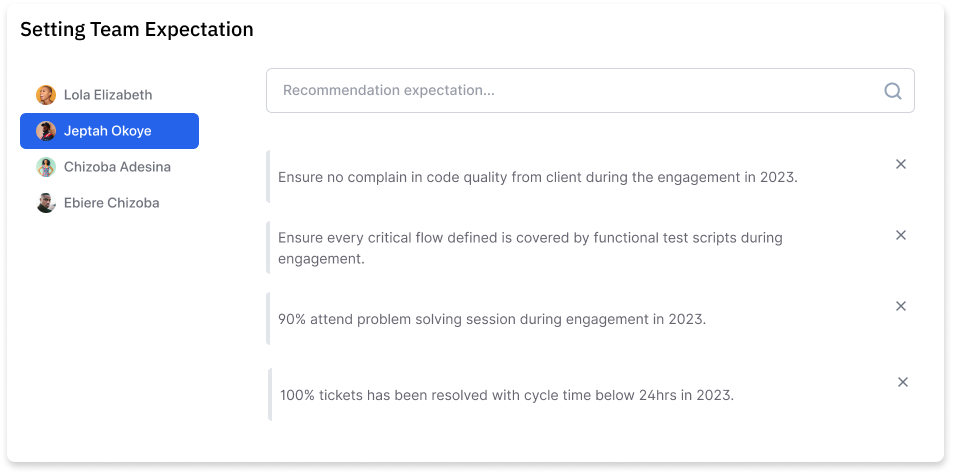 Setting Team Expectation
Lola Elizabeth
Jeptah Okoye
Chizoba Adesina
Ebiere Chizoba
Recommendation expectation...
Ensure no complain in code quality from client during the engagement in 2023.
Ensure every critical flow defined is covered by functional test scripts during
engagement.
90% attend problem solving session during engagement in 2023.
100% tickets has been resolved with cycle time below 24hrs in 2023.